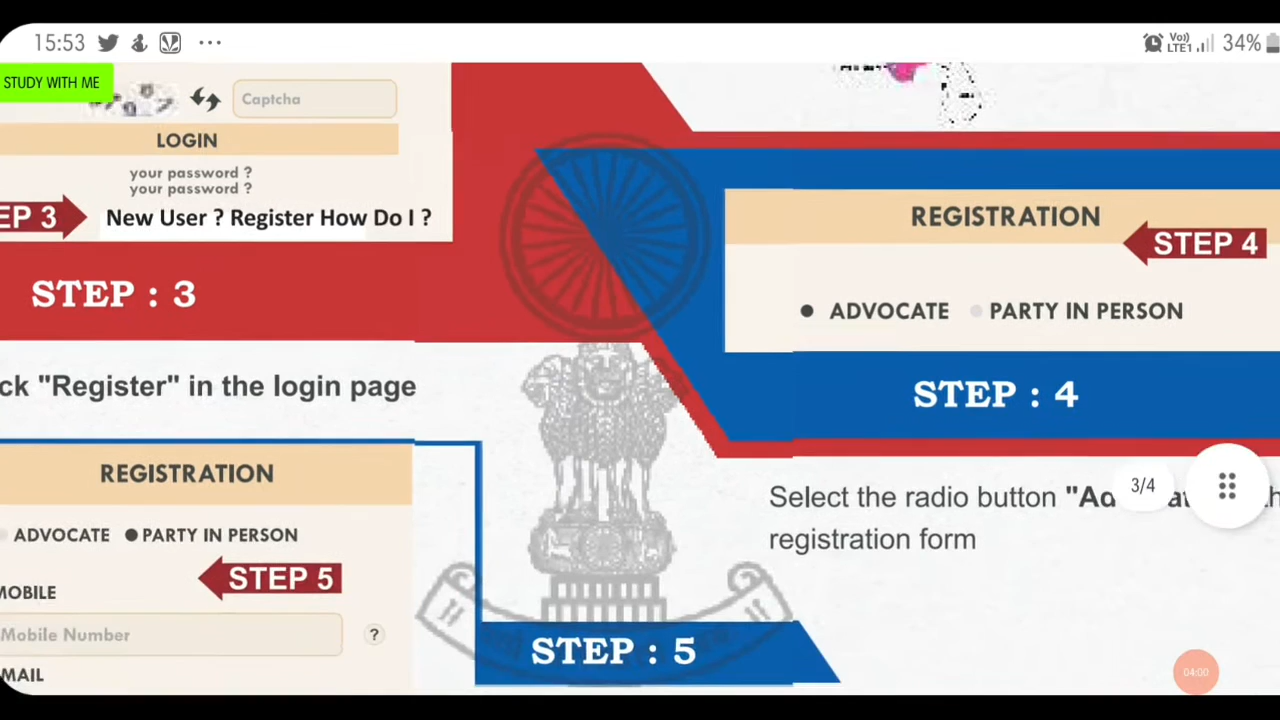 15:53
34%
STUDY WITH ME
Captcha
LOGIN
your password ?
your password ?
EP 3
New User ? Register How Do I ?
STEP : 3
REGISTRATION
STEP 4
ADVOCATE
PARTY IN PERSON
STEP : 4
ck "Register" in the login page
REGISTRATION
ADVOCATE
PARTY IN PERSON
STEP 5
MOBILE
Mobile Number
?
MAIL
STEP : 5
3/4
Select the radio button "Ad
registration form
04:00